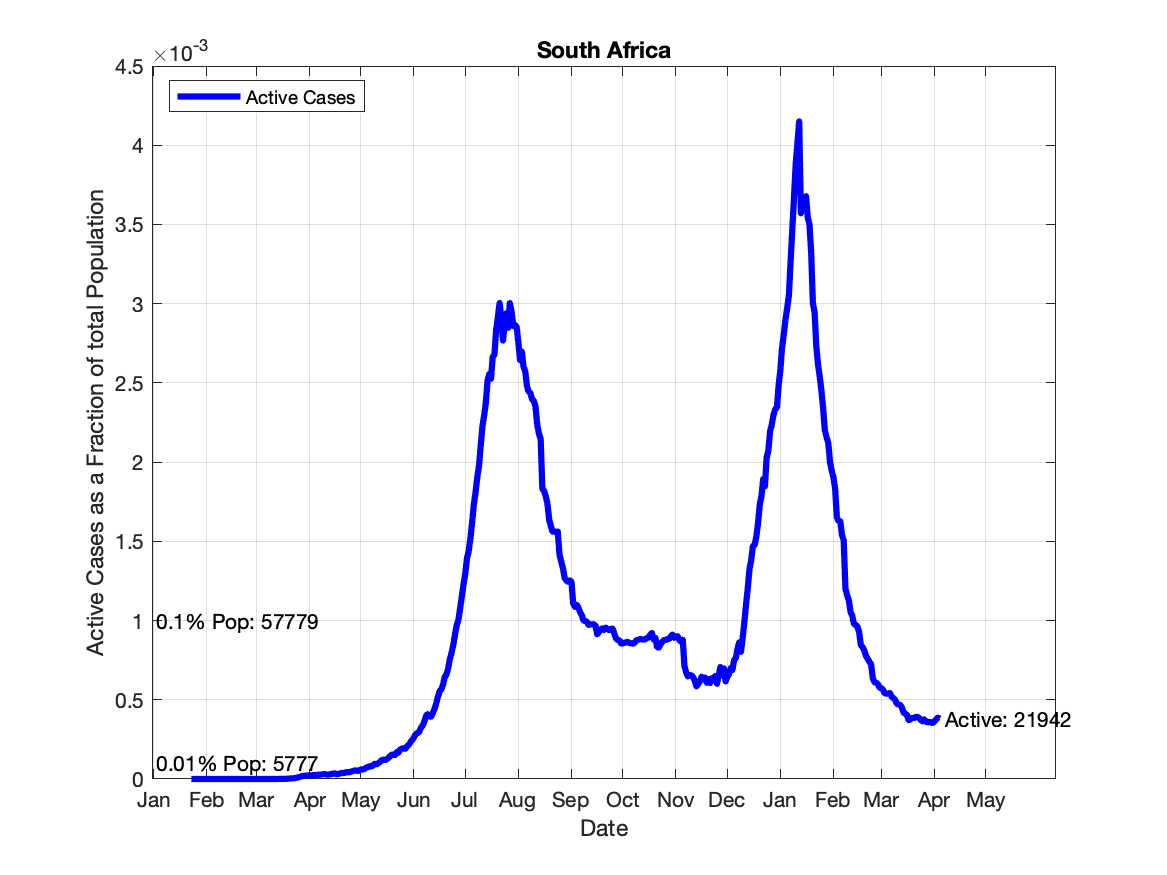 South Africa
×10-3
Active Cases
4.5
4
3.5
3
2.5
2
1.5
1
0.5
0
Active Cases as a Fraction of total Population
0.1% Pop: 57779
0.01% Pop: 5777
Active: 21942
Jan Feb Mar Apr May Jun Jul Aug Sep Oct Nov Dec Jan Feb Mar Apr May
Date